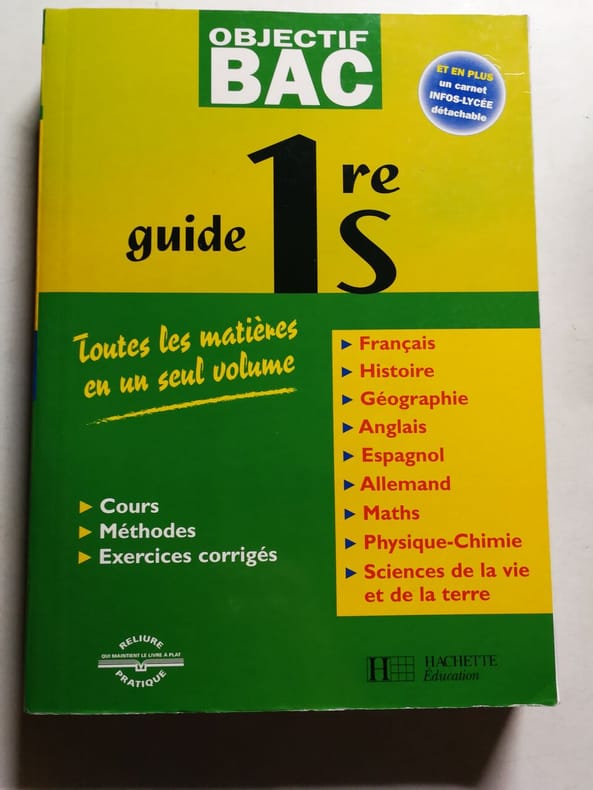 OBJECTIF
BAC
ET EN PLUS
un carnet
INFOS-LYCÉE
détachable
guide 1re S
Toutes les matières
en un seul volume
Français
Histoire
Géographie
Anglais
Espagnol
Allemand
Maths
Physique-Chimie
Sciences de la vie
et de la terre
Cours
Méthodes
Exercices corrigés
RELIURE
QUI MAINTIENT LE LIVRE A PLAT
PRATIQUE
H HACHETTE
Éducation